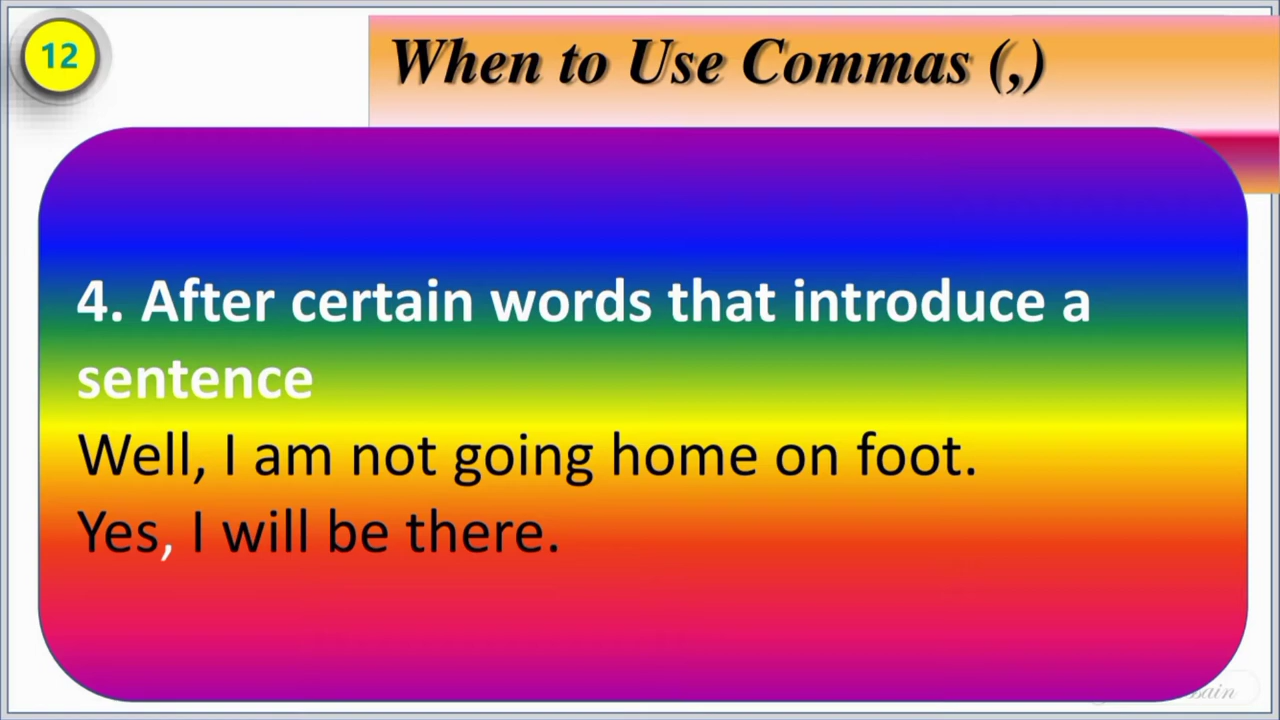 12
When to Use Commas (,)
4. After certain words that introduce a
sentence
Well, I am not going home on foot.
Yes, I will be there.